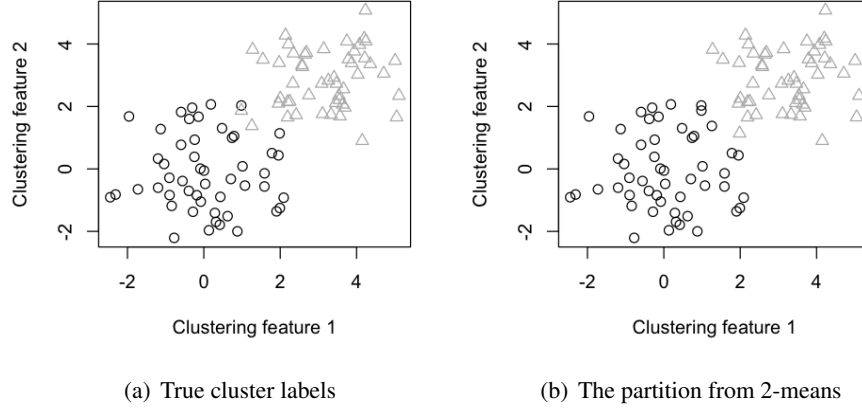 Clustering feature 2
4
2
0
-2
-2
0
2
4
Clustering feature 1
(a) True cluster labels
Clustering feature 2
4
2
0
-2
-2
0
2
4
Clustering feature 1
(b) The partition from 2-means